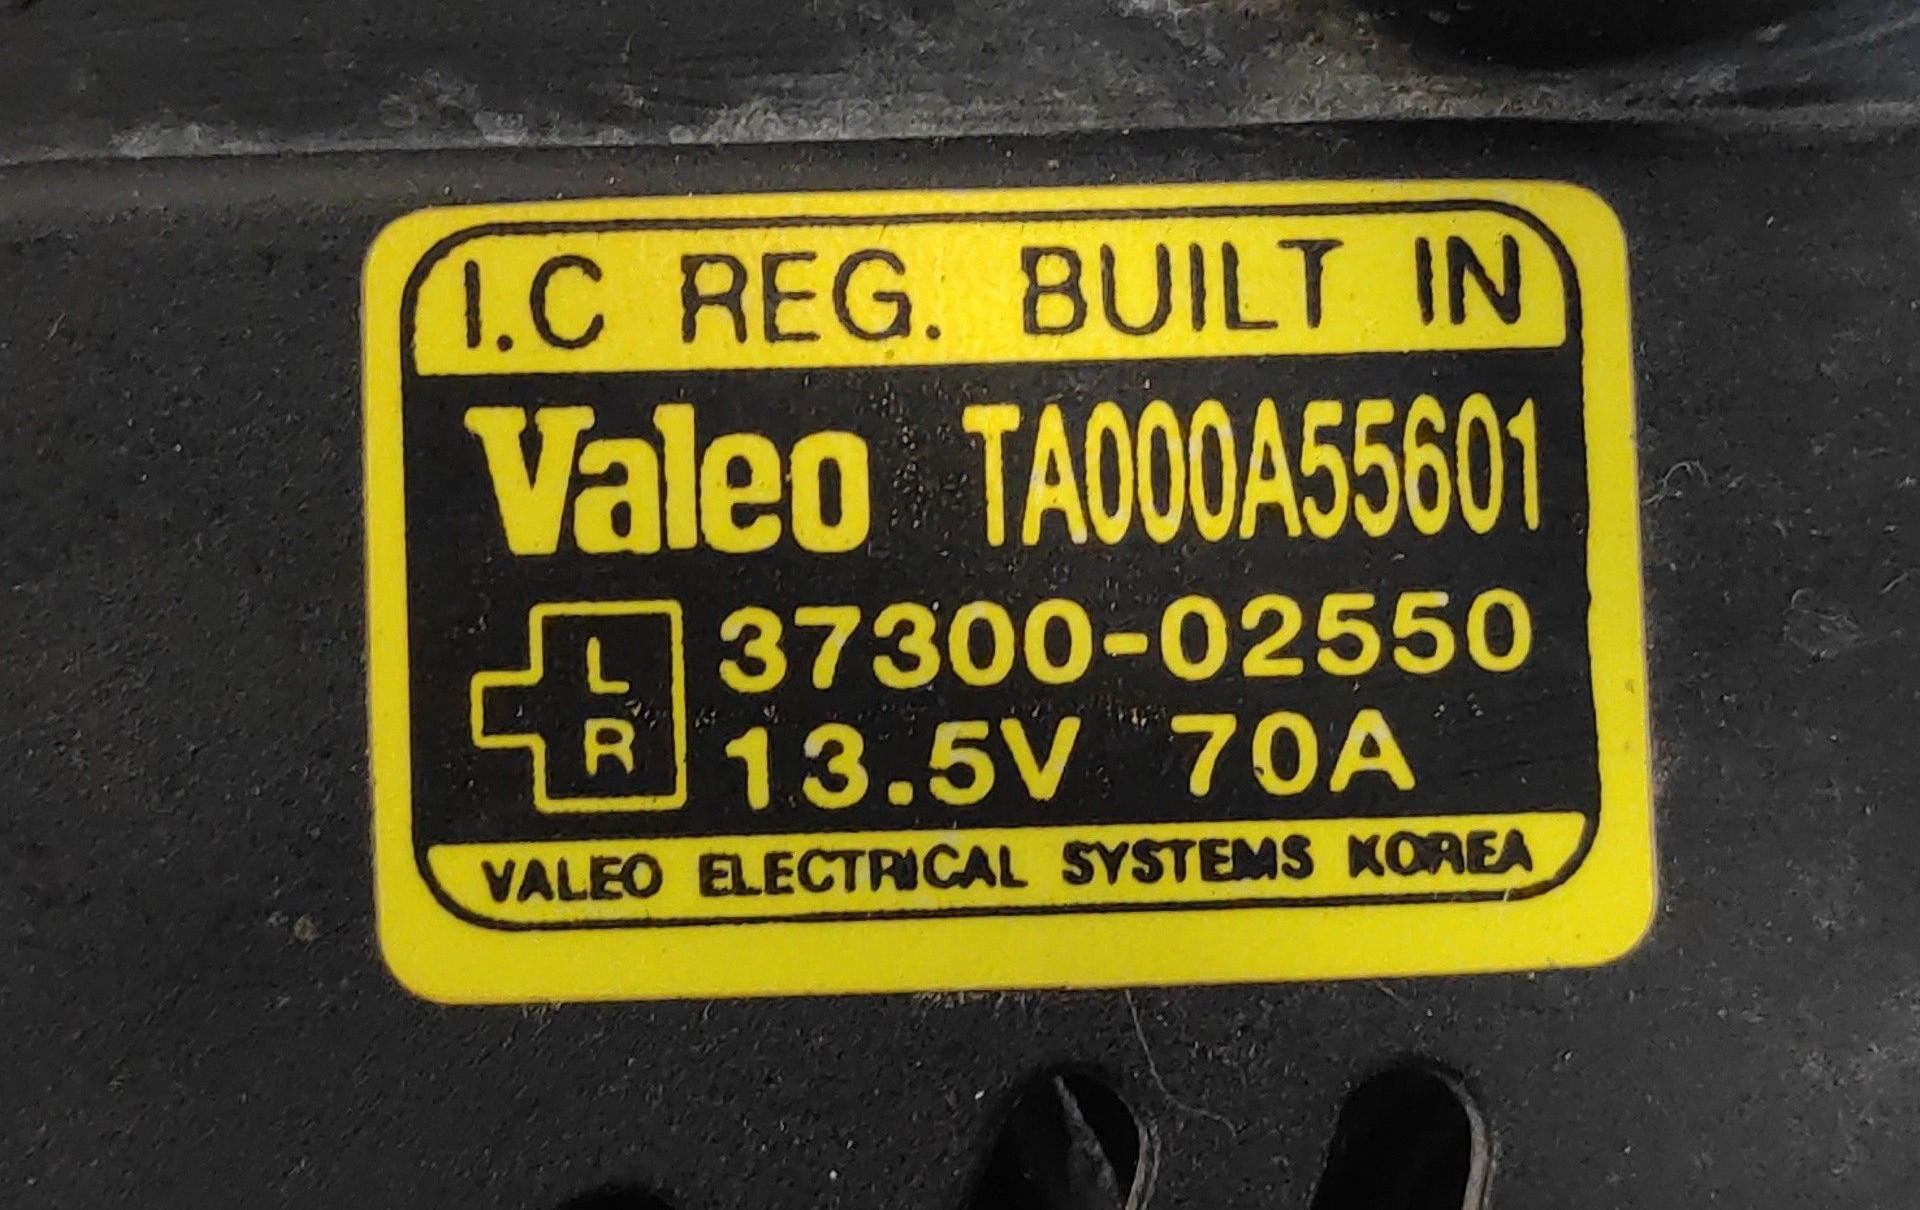 I.C REG. BUILT IN
Valeo TA000A55601
L 37300-02550
R 13.5V 70A
VALEO ELECTRICAL SYSTEMS KOREA